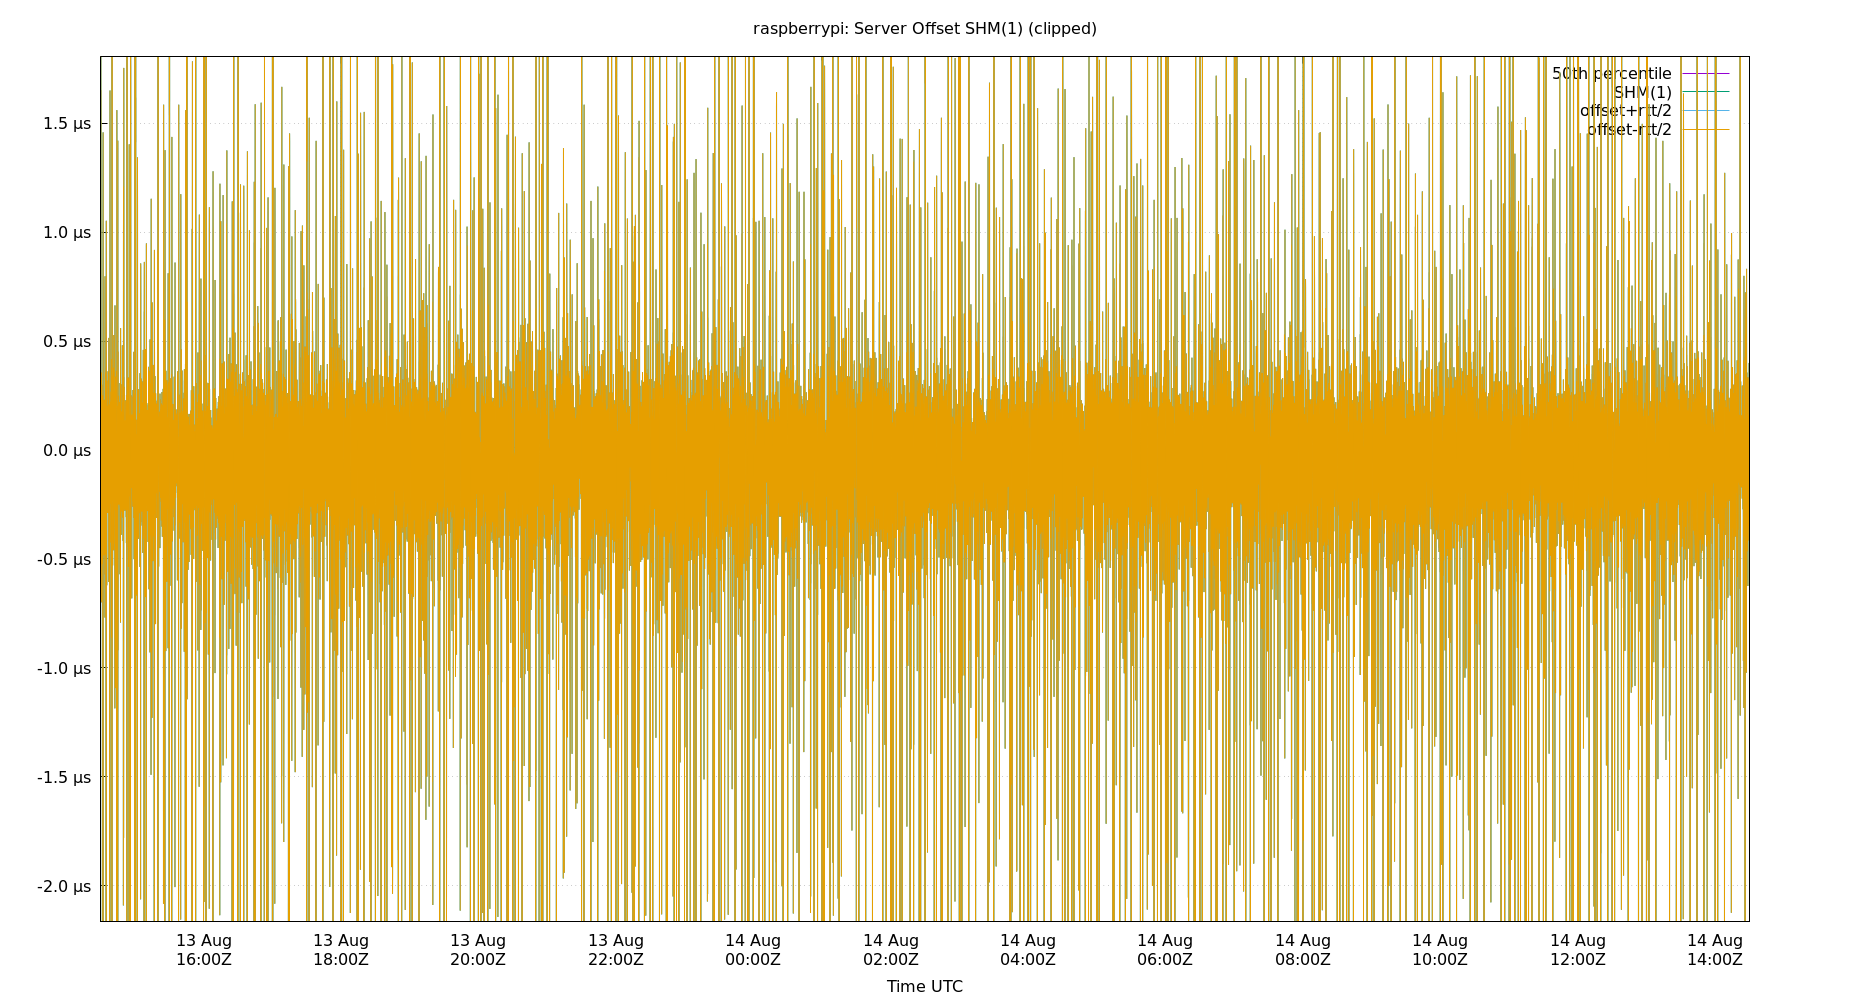 raspberrypi: Server Offset SHM(1) (clipped)
50th percentile
SHM(1)
offset+rtt/2
offset-rtt/2
1.5 µs
1.0 µs
0.5 µs
0.0 µs
-0.5 µs
-1.0 µs
-1.5 µs
-2.0 µs
13 Aug 13 Aug 13 Aug 13 Aug 14 Aug 14 Aug 14 Aug 14 Aug 14 Aug 14 Aug 14 Aug 14 Aug
16:00Z 18:00Z 20:00Z 22:00Z 00:00Z 02:00Z 04:00Z 06:00Z 08:00Z 10:00Z 12:00Z 14:00Z
Time UTC